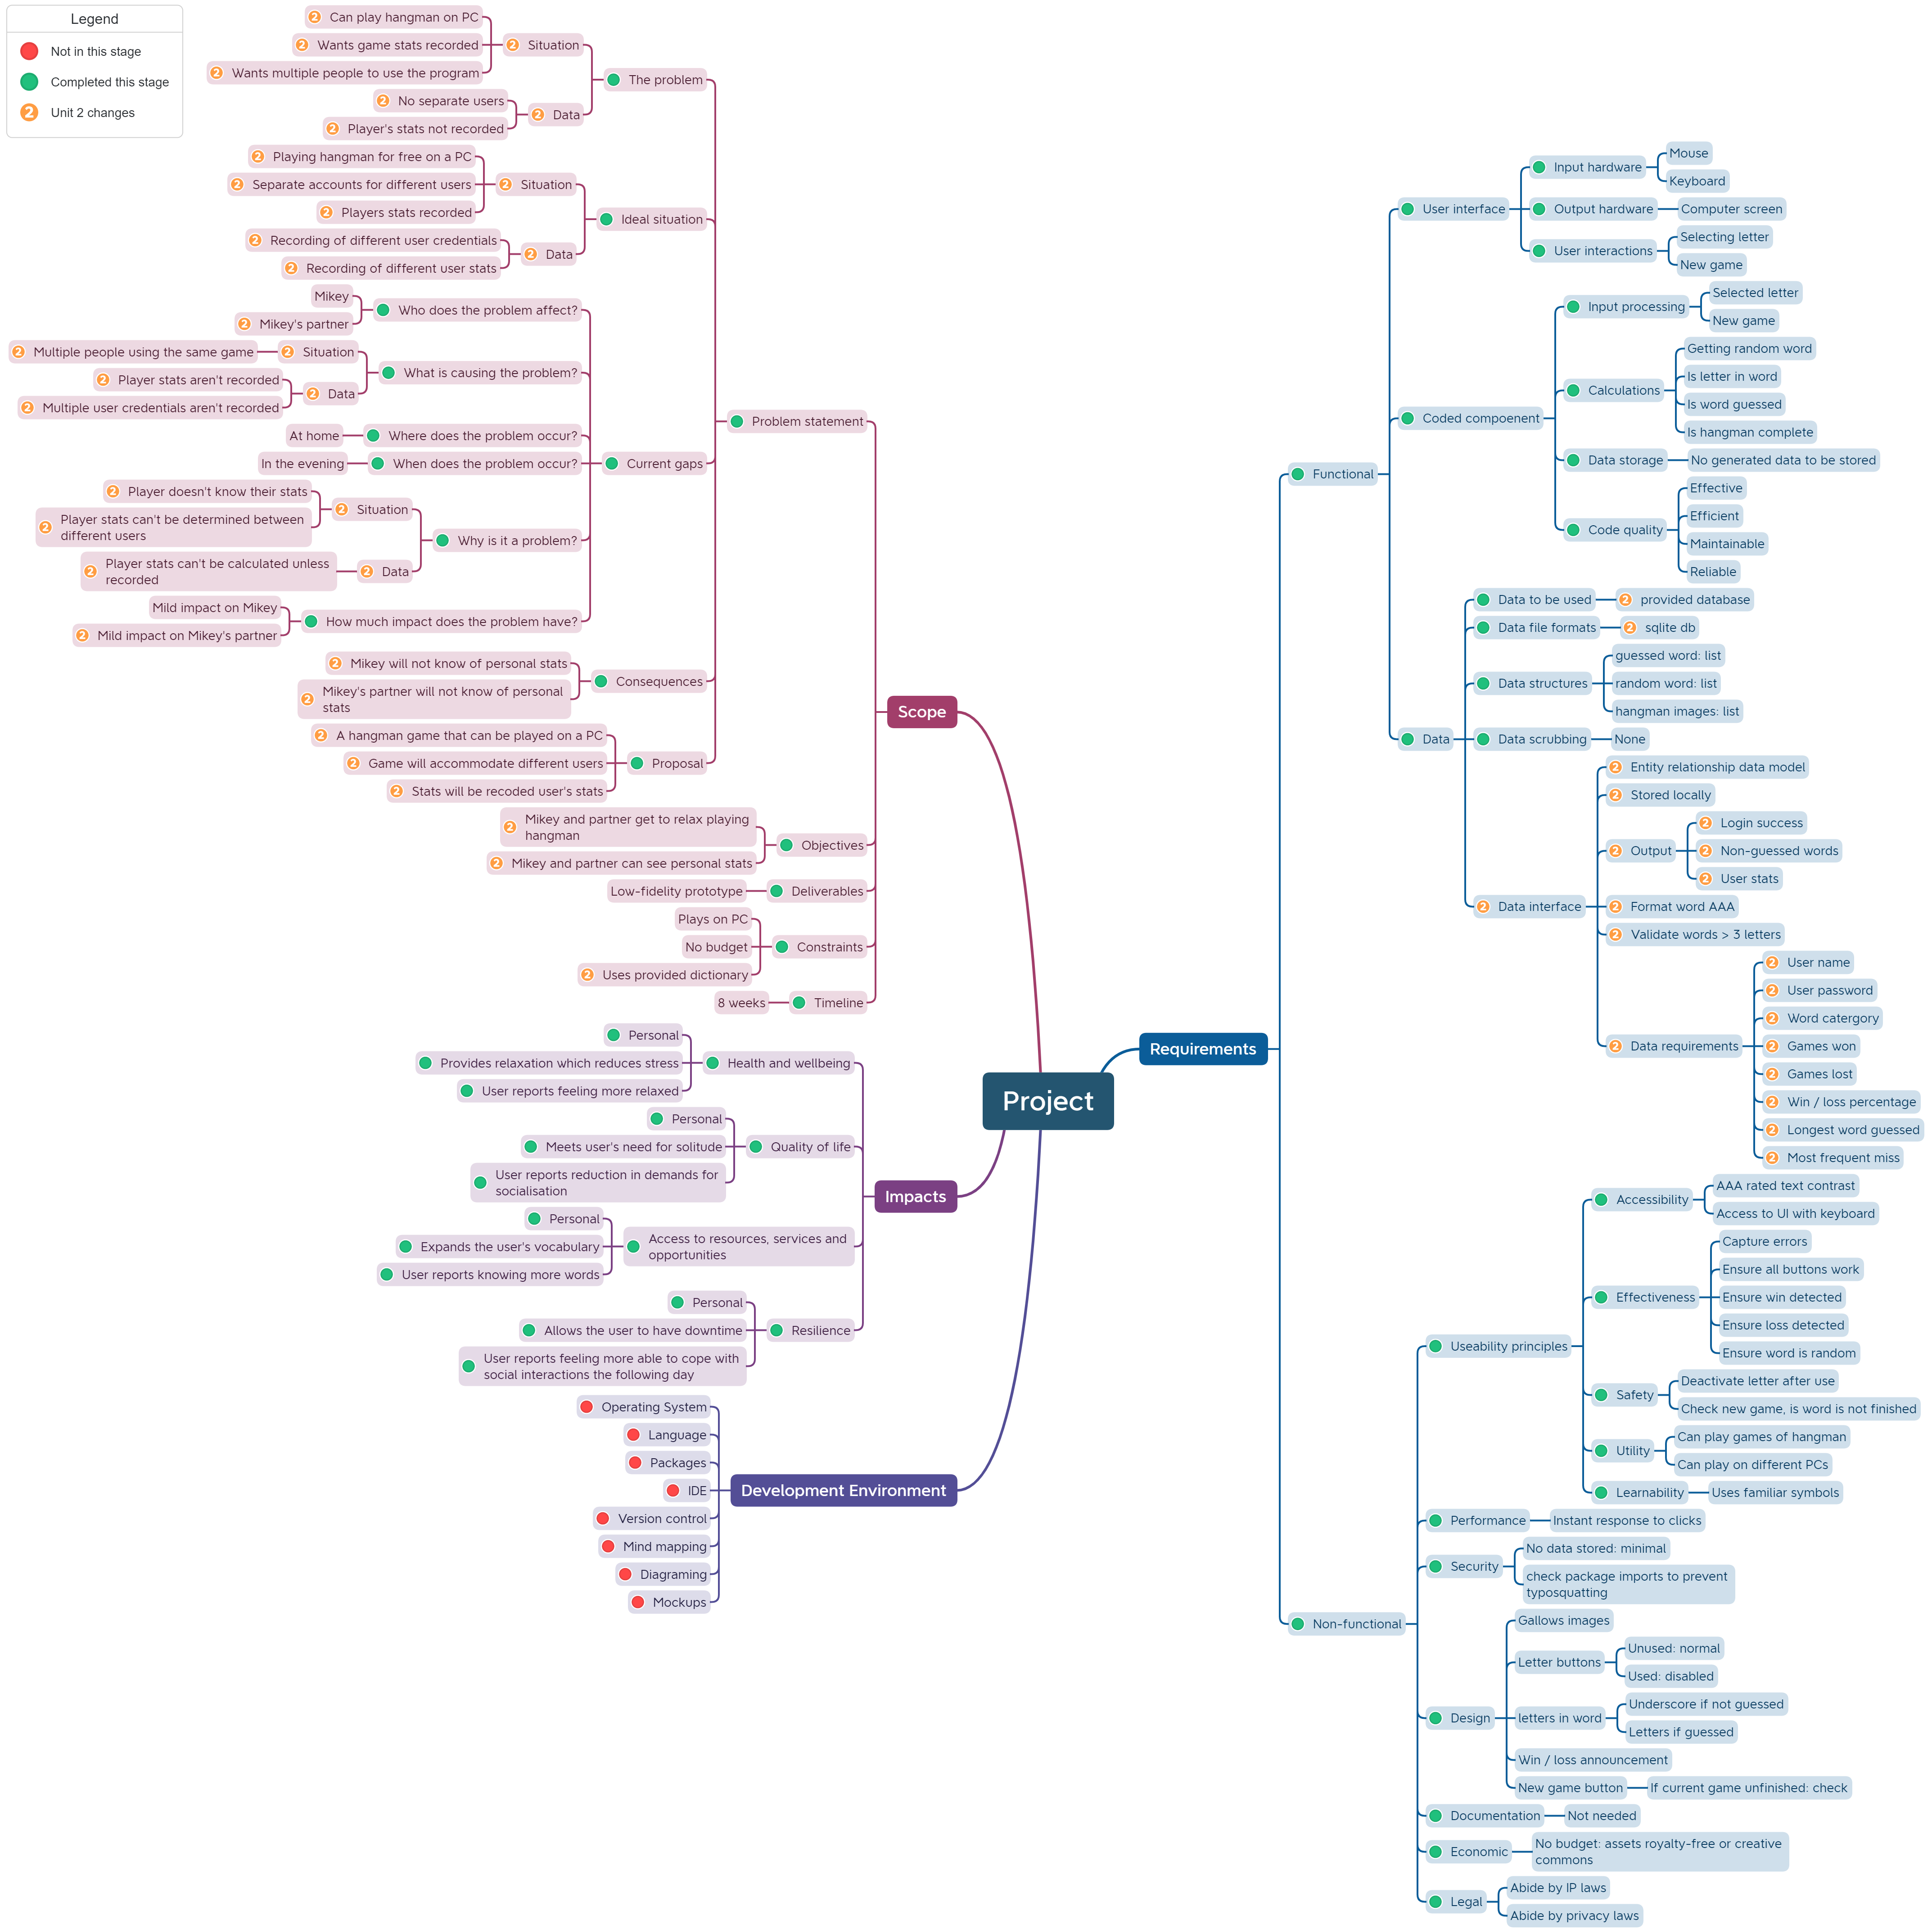 Legend
Not in this stage
Completed this stage
2 Unit 2 changes
Project
Scope
Problem statement
The problem
2 Situation
2 Can play hangman on PC
2 Wants game stats recorded
2 Wants multiple people to use the program
2 Data
2 No separate users
2 Player's stats not recorded
Ideal situation
2 Situation
2 Playing hangman for free on a PC
2 Separate accounts for different users
2 Players stats recorded
2 Data
2 Recording of different user credentials
2 Recording of different user stats
Current gaps
Who does the problem affect?
Mikey
2 Mikey's partner
What is causing the problem?
2 Situation
2 Multiple people using the same game
2 Data
2 Player stats aren't recorded
2 Multiple user credentials aren't recorded
Where does the problem occur?
At home
When does the problem occur?
In the evening
Why is it a problem?
2 Situation
2 Player doesn't know their stats
2 Player stats can't be determined between
different users
2 Data
2 Player stats can't be calculated unless
recorded
How much impact does the problem have?
Mild impact on Mikey
2 Mild impact on Mikey's partner
Consequences
2 Mikey will not know of personal stats
2 Mikey's partner will not know of personal
stats
Proposal
2 A hangman game that can be played on a PC
2 Game will accommodate different users
2 Stats will be recoded user's stats
Objectives
2 Mikey and partner get to relax playing
hangman
2 Mikey and partner can see personal stats
Deliverables
Low-fidelity prototype
Constraints
Plays on PC
No budget
2 Uses provided dictionary
Timeline
8 weeks
Impacts
Health and wellbeing
Personal
Provides relaxation which reduces stress
User reports feeling more relaxed
Quality of life
Personal
Meets user's need for solitude
User reports reduction in demands for
socialisation
Access to resources, services and
opportunities
Personal
Expands the user's vocabulary
User reports knowing more words
Resilience
Personal
Allows the user to have downtime
User reports feeling more able to cope with
social interactions the following day
Development Environment
Operating System
Language
Packages
IDE
Version control
Mind mapping
Diagraming
Mockups
Requirements
Functional
User interface
Input hardware
Mouse
Keyboard
Output hardware
Computer screen
User interactions
Selecting letter
New game
Coded compoenent
Input processing
Selected letter
New game
Calculations
Getting random word
Is letter in word
Is word guessed
Is hangman complete
Data storage
No generated data to be stored
Code quality
Effective
Efficient
Maintainable
Reliable
Data
Data to be used
2 provided database
Data file formats
2 sqlite db
Data structures
guessed word: list
random word: list
hangman images: list
Data scrubbing
None
2 Data interface
2 Entity relationship data model
2 Stored locally
2 Output
2 Login success
2 Non-guessed words
2 User stats
2 Format word AAA
2 Validate words > 3 letters
2 Data requirements
2 User name
2 User password
2 Word catergory
2 Games won
2 Games lost
2 Win / loss percentage
2 Longest word guessed
2 Most frequent miss
Non-functional
Useability principles
Accessibility
AAA rated text contrast
Access to UI with keyboard
Effectiveness
Capture errors
Ensure all buttons work
Ensure win detected
Ensure loss detected
Ensure word is random
Safety
Deactivate letter after use
Check new game, is word is not finished
Utility
Can play games of hangman
Can play on different PCs
Learnability
Uses familiar symbols
Performance
Instant response to clicks
Security
No data stored: minimal
check package imports to prevent
typosquatting
Design
Gallows images
Letter buttons
Unused: normal
Used: disabled
letters in word
Underscore if not guessed
Letters if guessed
Win / loss announcement
New game button
If current game unfinished: check
Documentation
Not needed
Economic
No budget: assets royalty-free or creative
commons
Legal
Abide by IP laws
Abide by privacy laws